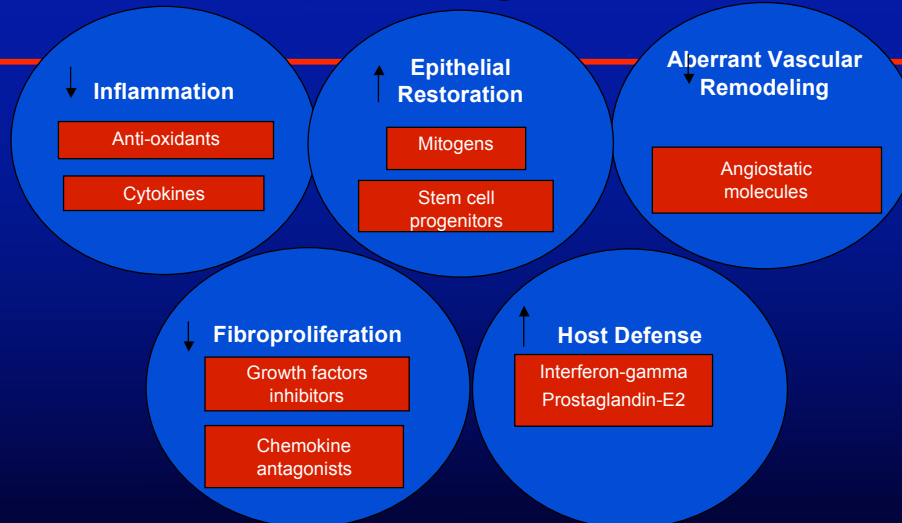 Inflammation
Anti-oxidants
Cytokines
Epithelial
Restoration
Mitogens
Stem cell
progenitors
Aberrant Vascular
Remodeling
Angiostatic
molecules
Fibroproliferation
Growth factors
inhibitors
Chemokine
antagonists
Host Defense
Interferon-gamma
Prostaglandin-E2